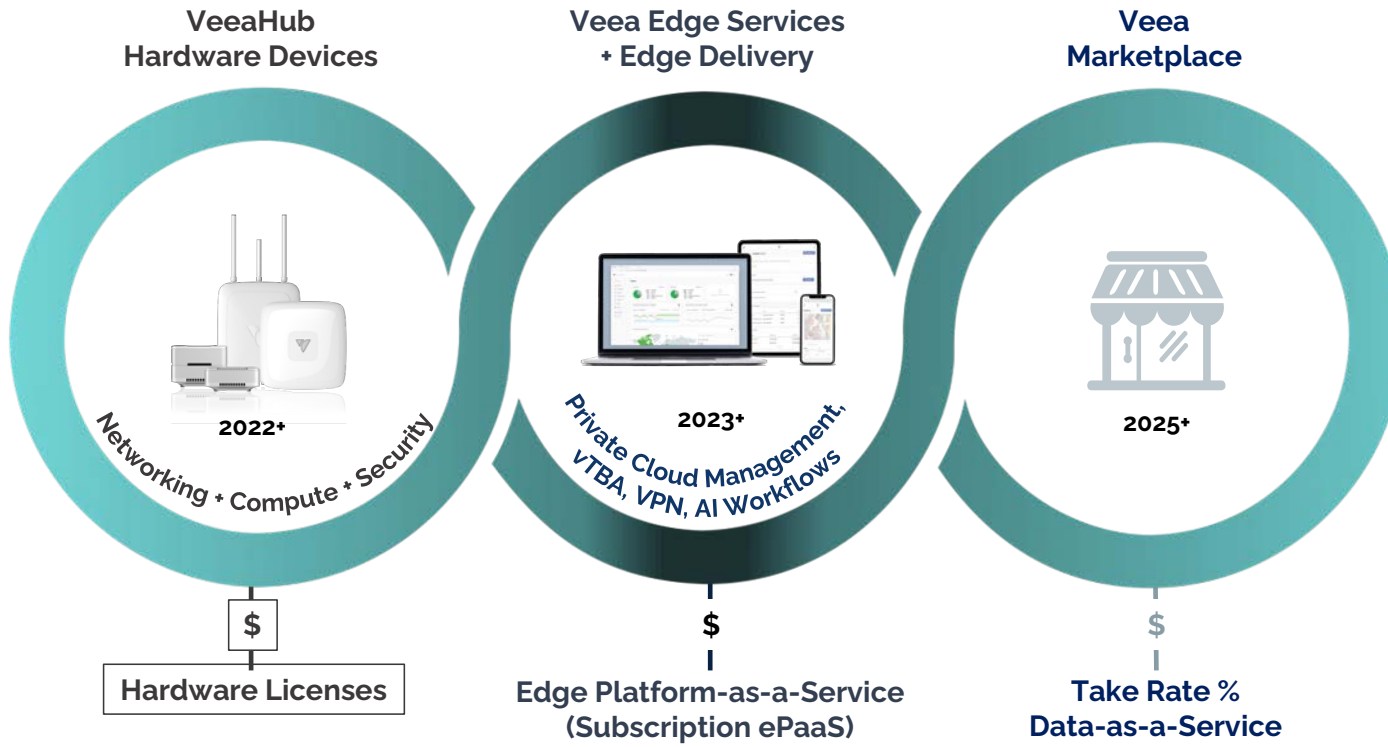 VeeaHub
Hardware Devices
2022+
Networking + Compute + Security
$
Hardware Licenses
Veea Edge Services
+ Edge Delivery
2023+
Private Cloud Management,
vTBA, VPN, AI Workflows
$
Edge Platform-as-a-Service
(Subscription ePaaS)
Veea
Marketplace
2025+
$
Take Rate %
Data-as-a-Service